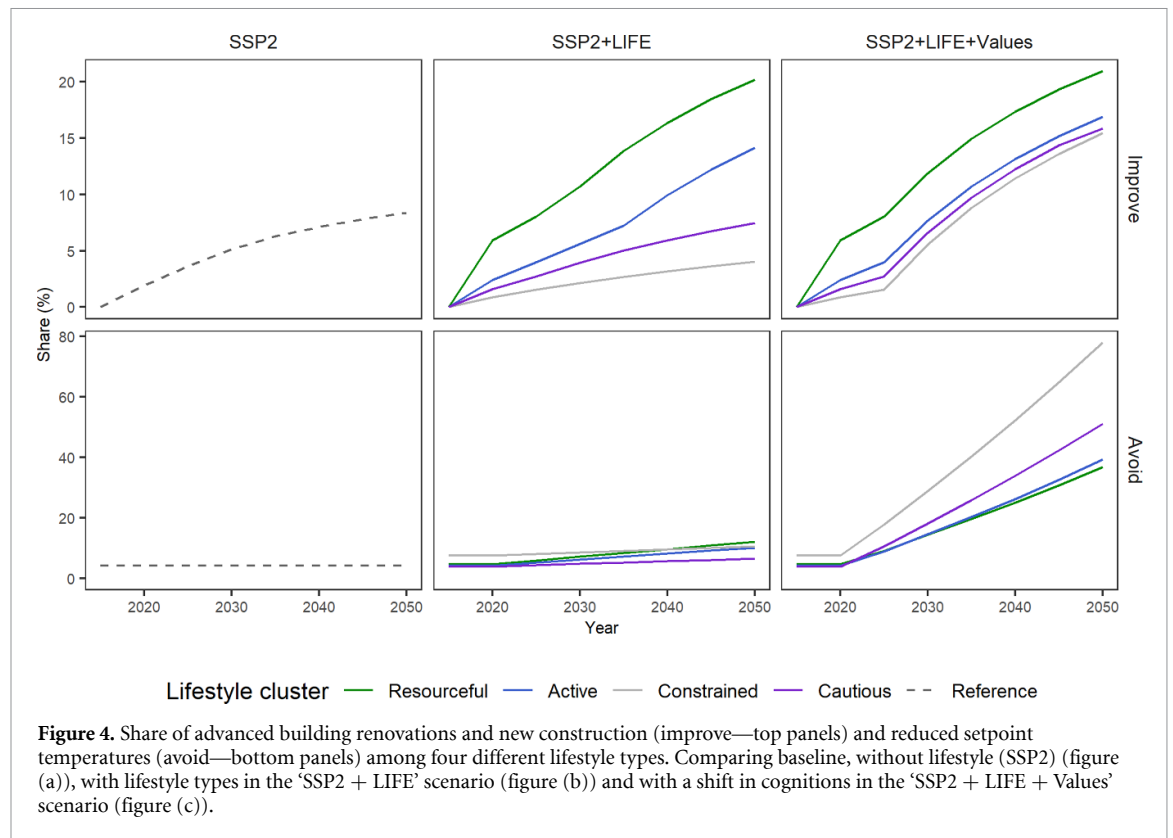 SSP2
SSP2+LIFE
SSP2+LIFE+Values
20
15
10
5
0
Improve
Share (%)
80
60
40
20
0
Avoid
2020
2030
2040
2050
2020
2030
2040
2050
2020
2030
2040
2050
Year
Lifestyle cluster
Resourceful
Active
Constrained
Cautious
Reference
Figure 4. Share of advanced building renovations and new construction (improve—top panels) and reduced setpoint
temperatures (avoid—bottom panels) among four different lifestyle types. Comparing baseline, without lifestyle (SSP2) (figure
(a)), with lifestyle types in the ‘SSP2 + LIFE’ scenario (figure (b)) and with a shift in cognitions in the ‘SSP2 + LIFE + Values’
scenario (figure (c)).